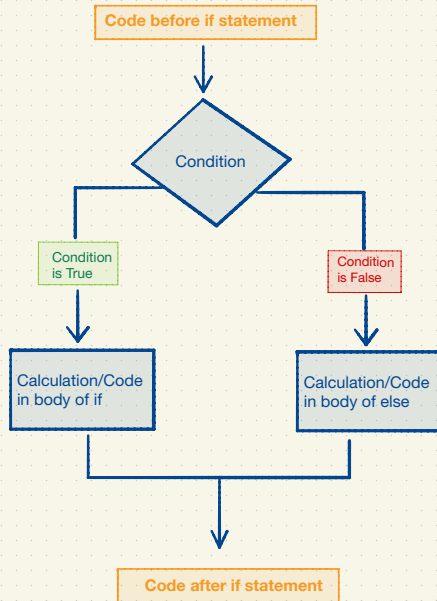 Code before if statement
Condition
Condition
is True
Condition
is False
Calculation/Code
in body of if
Calculation/Code
in body of else
Code after if statement